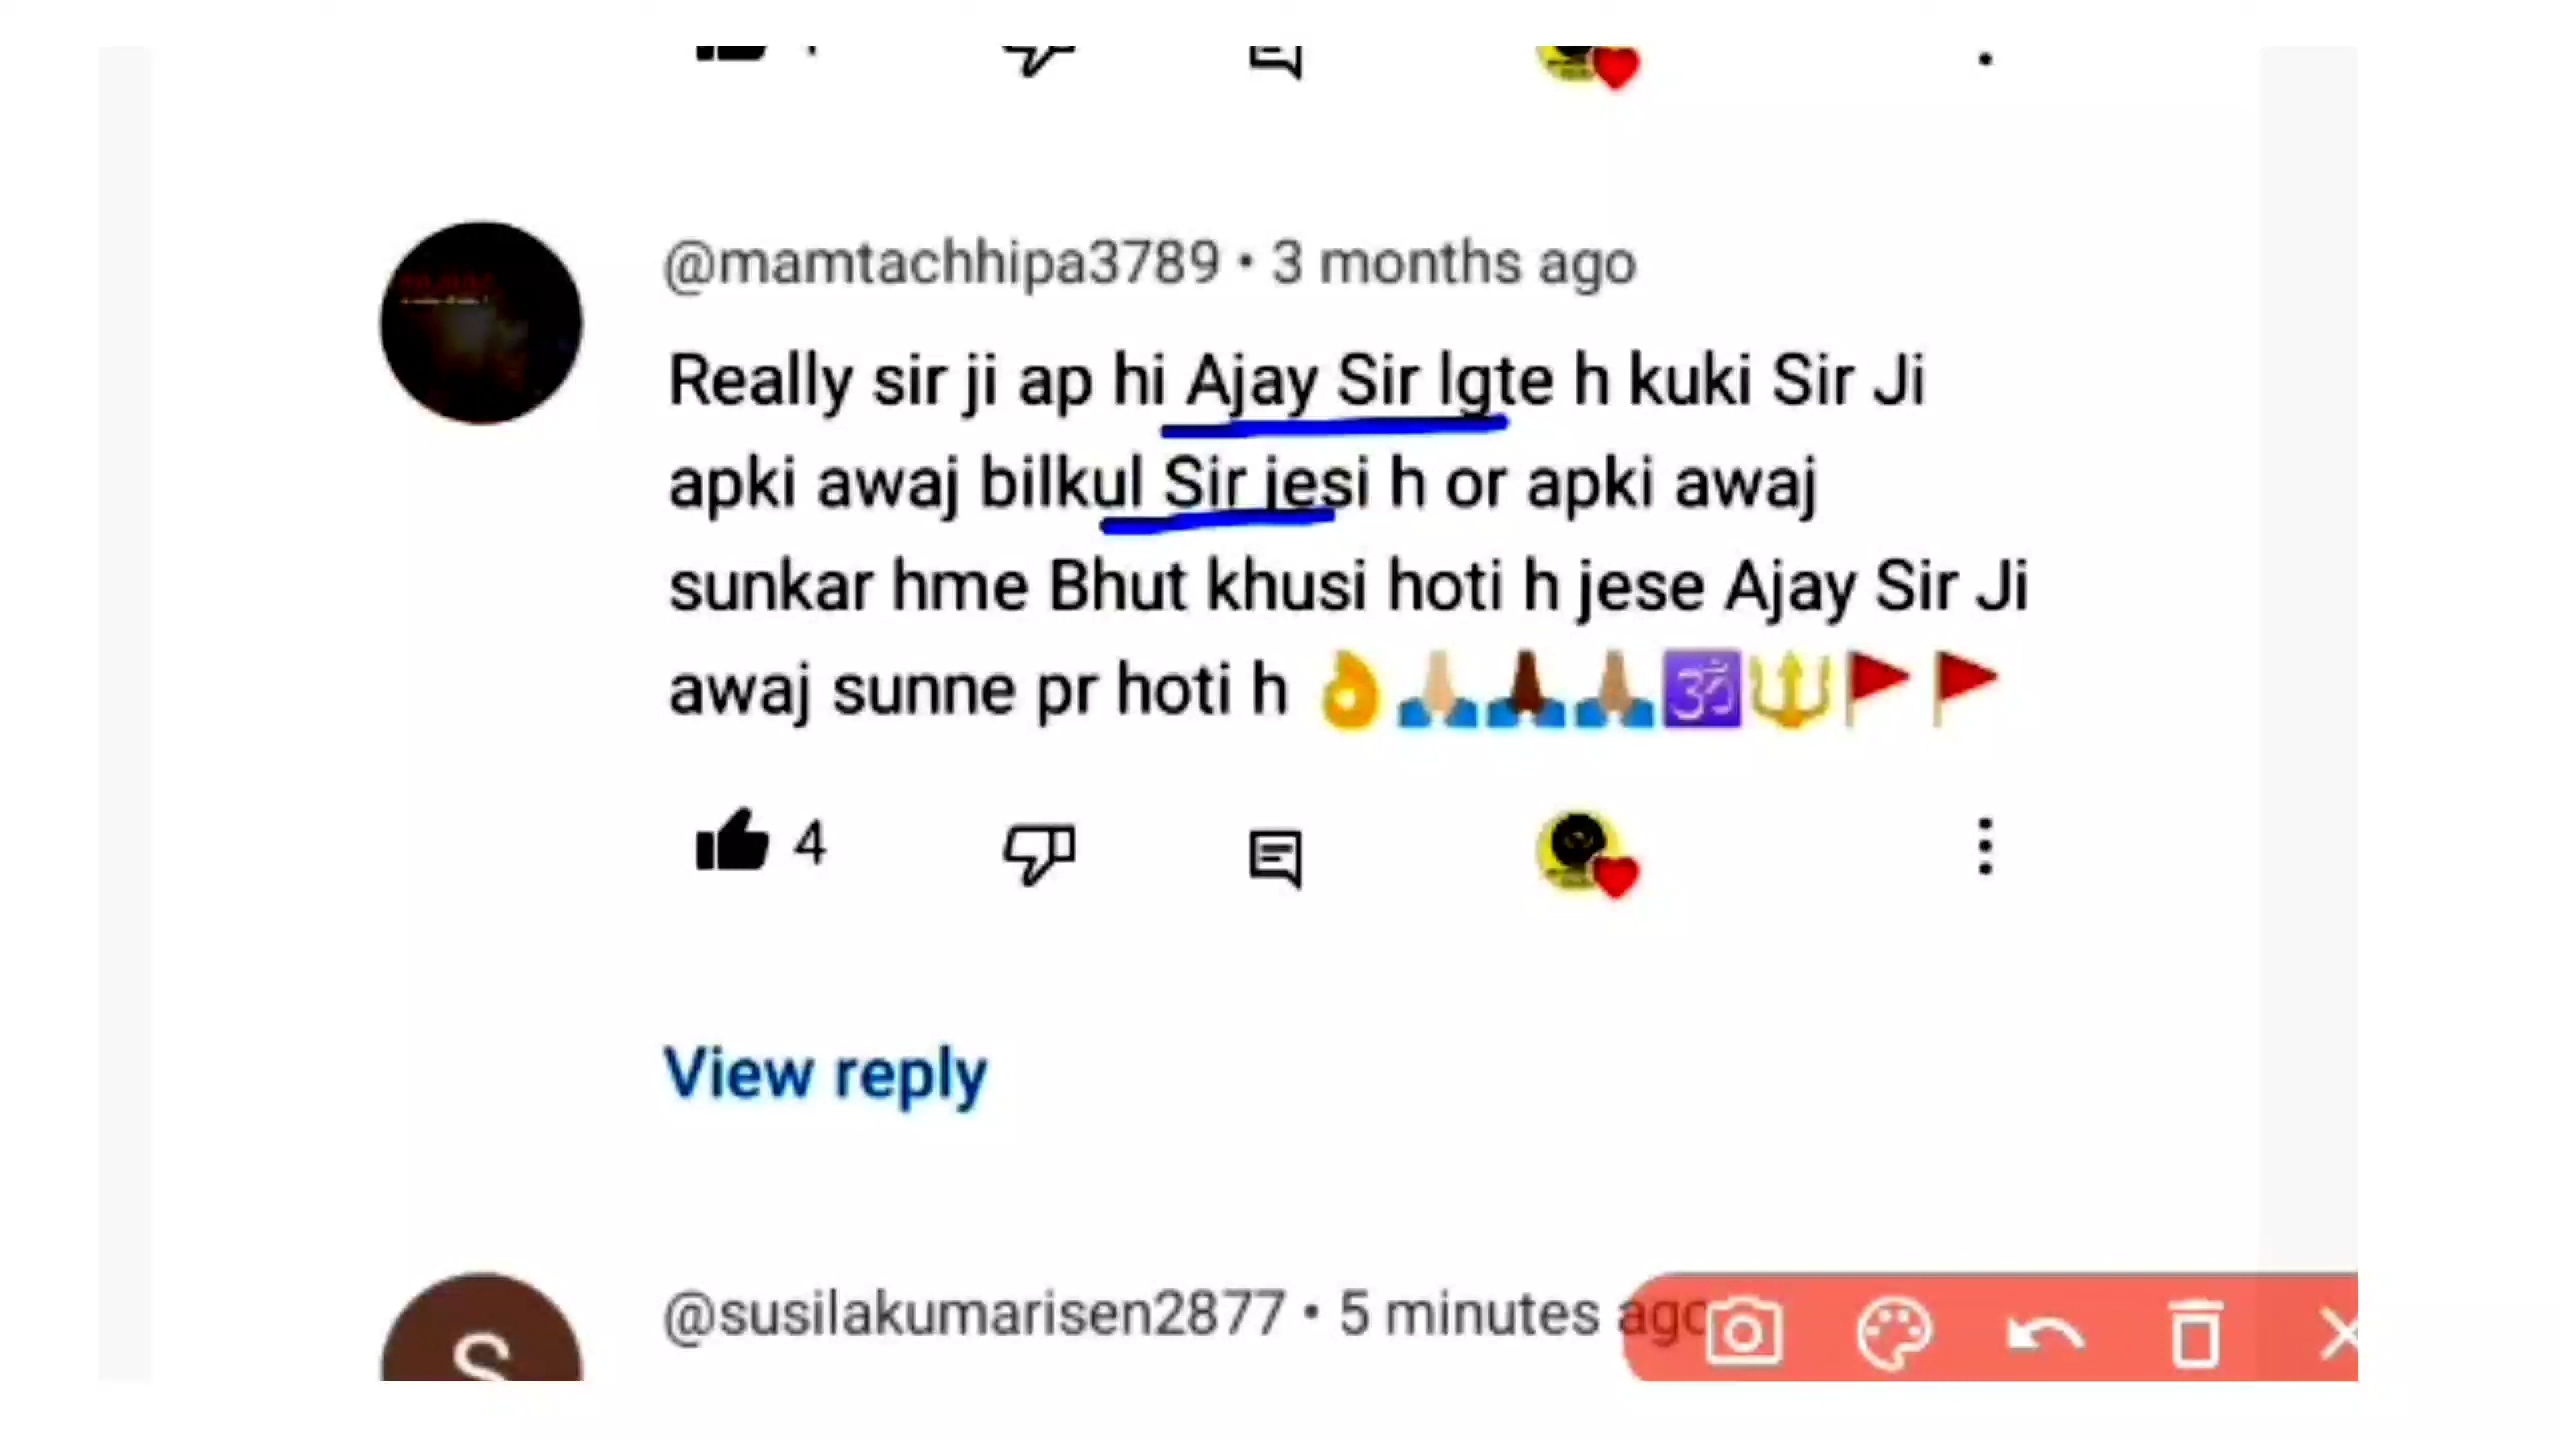 @mamtachhipa3789 • 3 months ago
Really sir ji ap hi Ajay Sir lgte h kuki Sir Ji
apki awaj bilkul Sir jesi h or apki awaj
sunkar hme Bhut khusi hoti h jese Ajay Sir Ji
awaj sunne pr hoti h 👌🙏🏻🙏🏿🙏🏽🕉🔱🚩🚩
4
View reply
S
@susilakumarisen2877 • 5 minutes ago